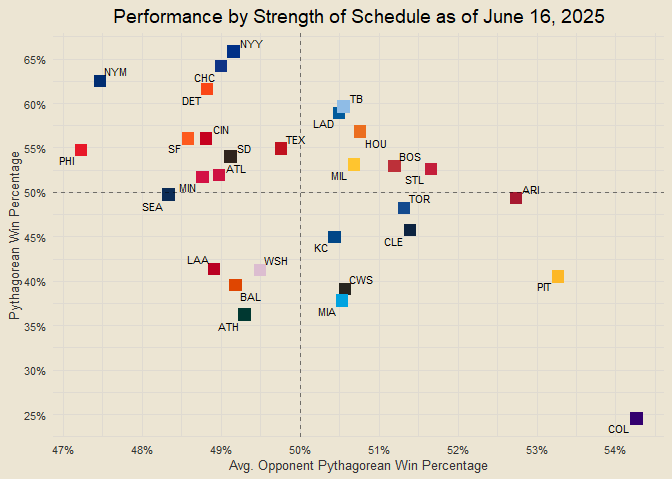 Performance by Strength of Schedule as of June 16, 2025
Pythagorean Win Percentage
65%
60%
55%
50%
45%
40%
35%
30%
25%
NYY
CHC
NYM
DET
TB
LAD
CIN
SF
HOU
TEX
SD
PHI
BOS
MIL
ATL
STL
MIN
ARI
SEA
TOR
CLE
KC
LAA
WSH
CWS
PIT
BAL
MIA
ATH
COL
47%
48%
49%
50%
51%
52%
53%
54%
Avg. Opponent Pythagorean Win Percentage